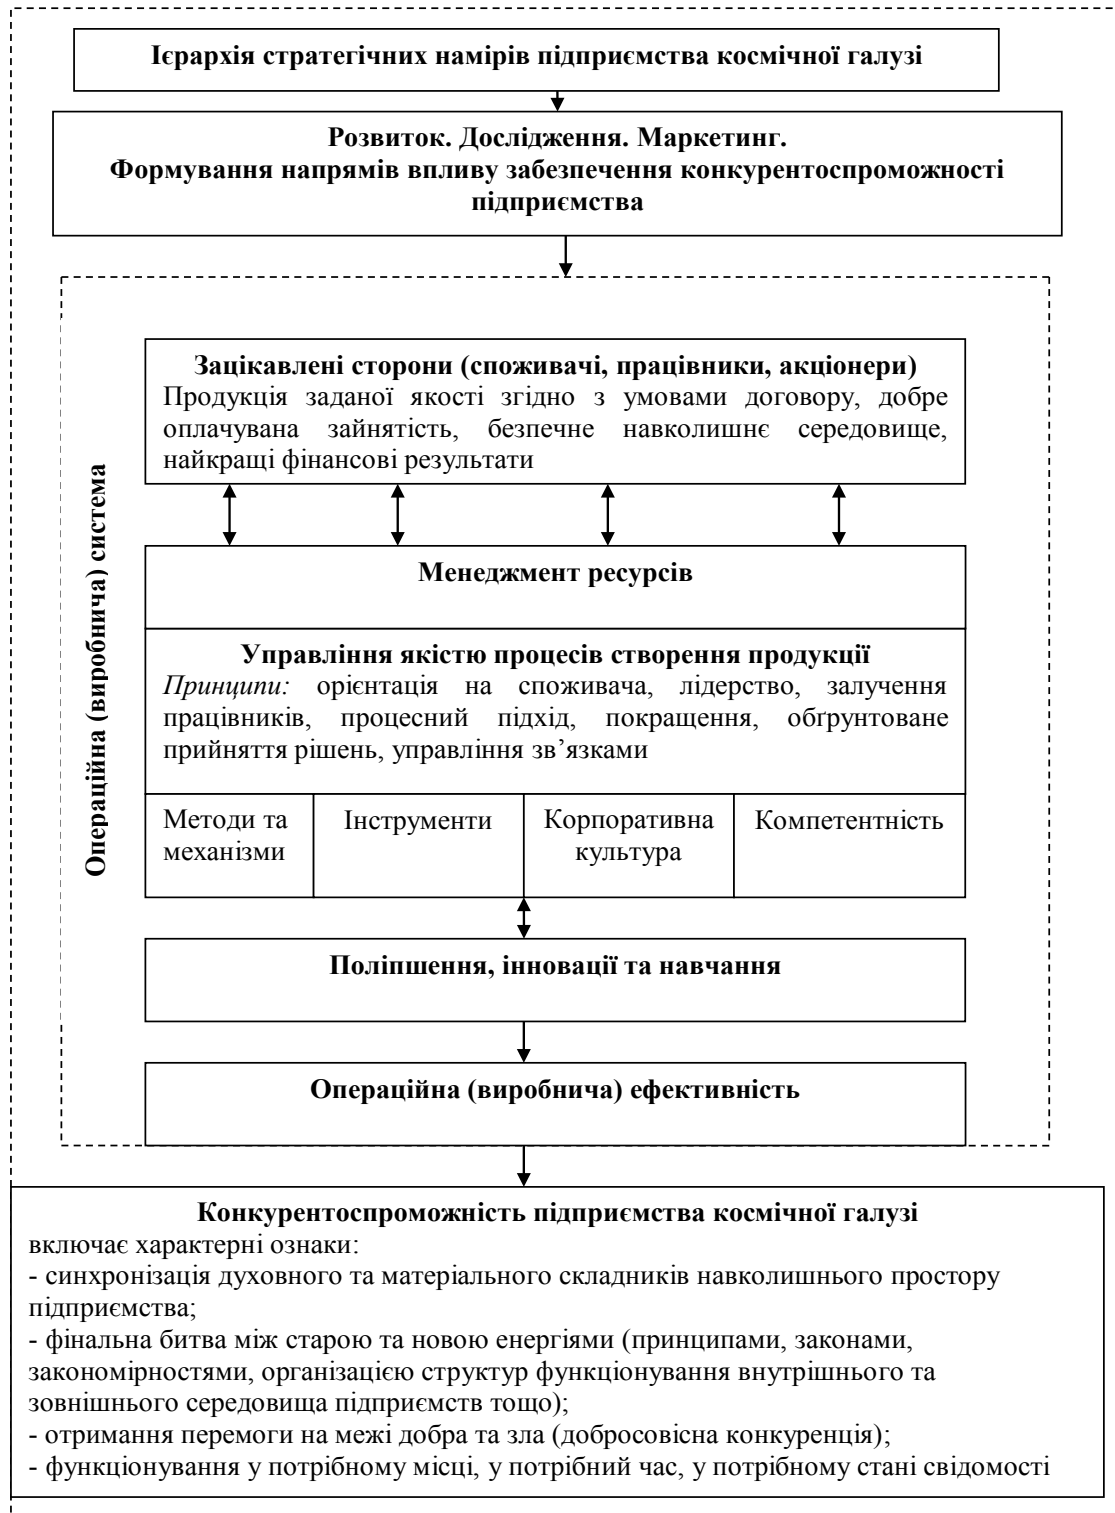 Ієрархія стратегічних намірів підприємства космічної галузі
Розвиток. Дослідження. Маркетинг.
Формування напрямів впливу забезпечення конкурентоспроможності
підприємства
Операційна (виробнича) система
Зацікавлені сторони (споживачі, працівники, акціонери)
Продукція заданої якості згідно з умовами договору, добре
оплачувана зайнятість, безпечне навколишнє середовище,
найкращі фінансові результати
Менеджмент ресурсів
Управління якістю процесів створення продукції
Принципи: орієнтація на споживача, лідерство, залучення
працівників, процесний підхід, покращення, обґрунтоване
прийняття рішень, управління зв’язками
Методи та
механізми
Інструменти
Корпоративна
культура
Компетентність
Поліпшення, інновації та навчання
Операційна (виробнича) ефективність
Конкурентоспроможність підприємства космічної галузі
включає характерні ознаки:
- синхронізація духовного та матеріального складників навколишнього простору
підприємства;
- фінальна битва між старою та новою енергіями (принципами, законами,
закономірностями, організацією структур функціонування внутрішнього та
зовнішнього середовища підприємств тощо);
- отримання перемоги на межі добра та зла (добросовісна конкуренція);
- функціонування у потрібному місці, у потрібний час, у потрібному стані свідомості